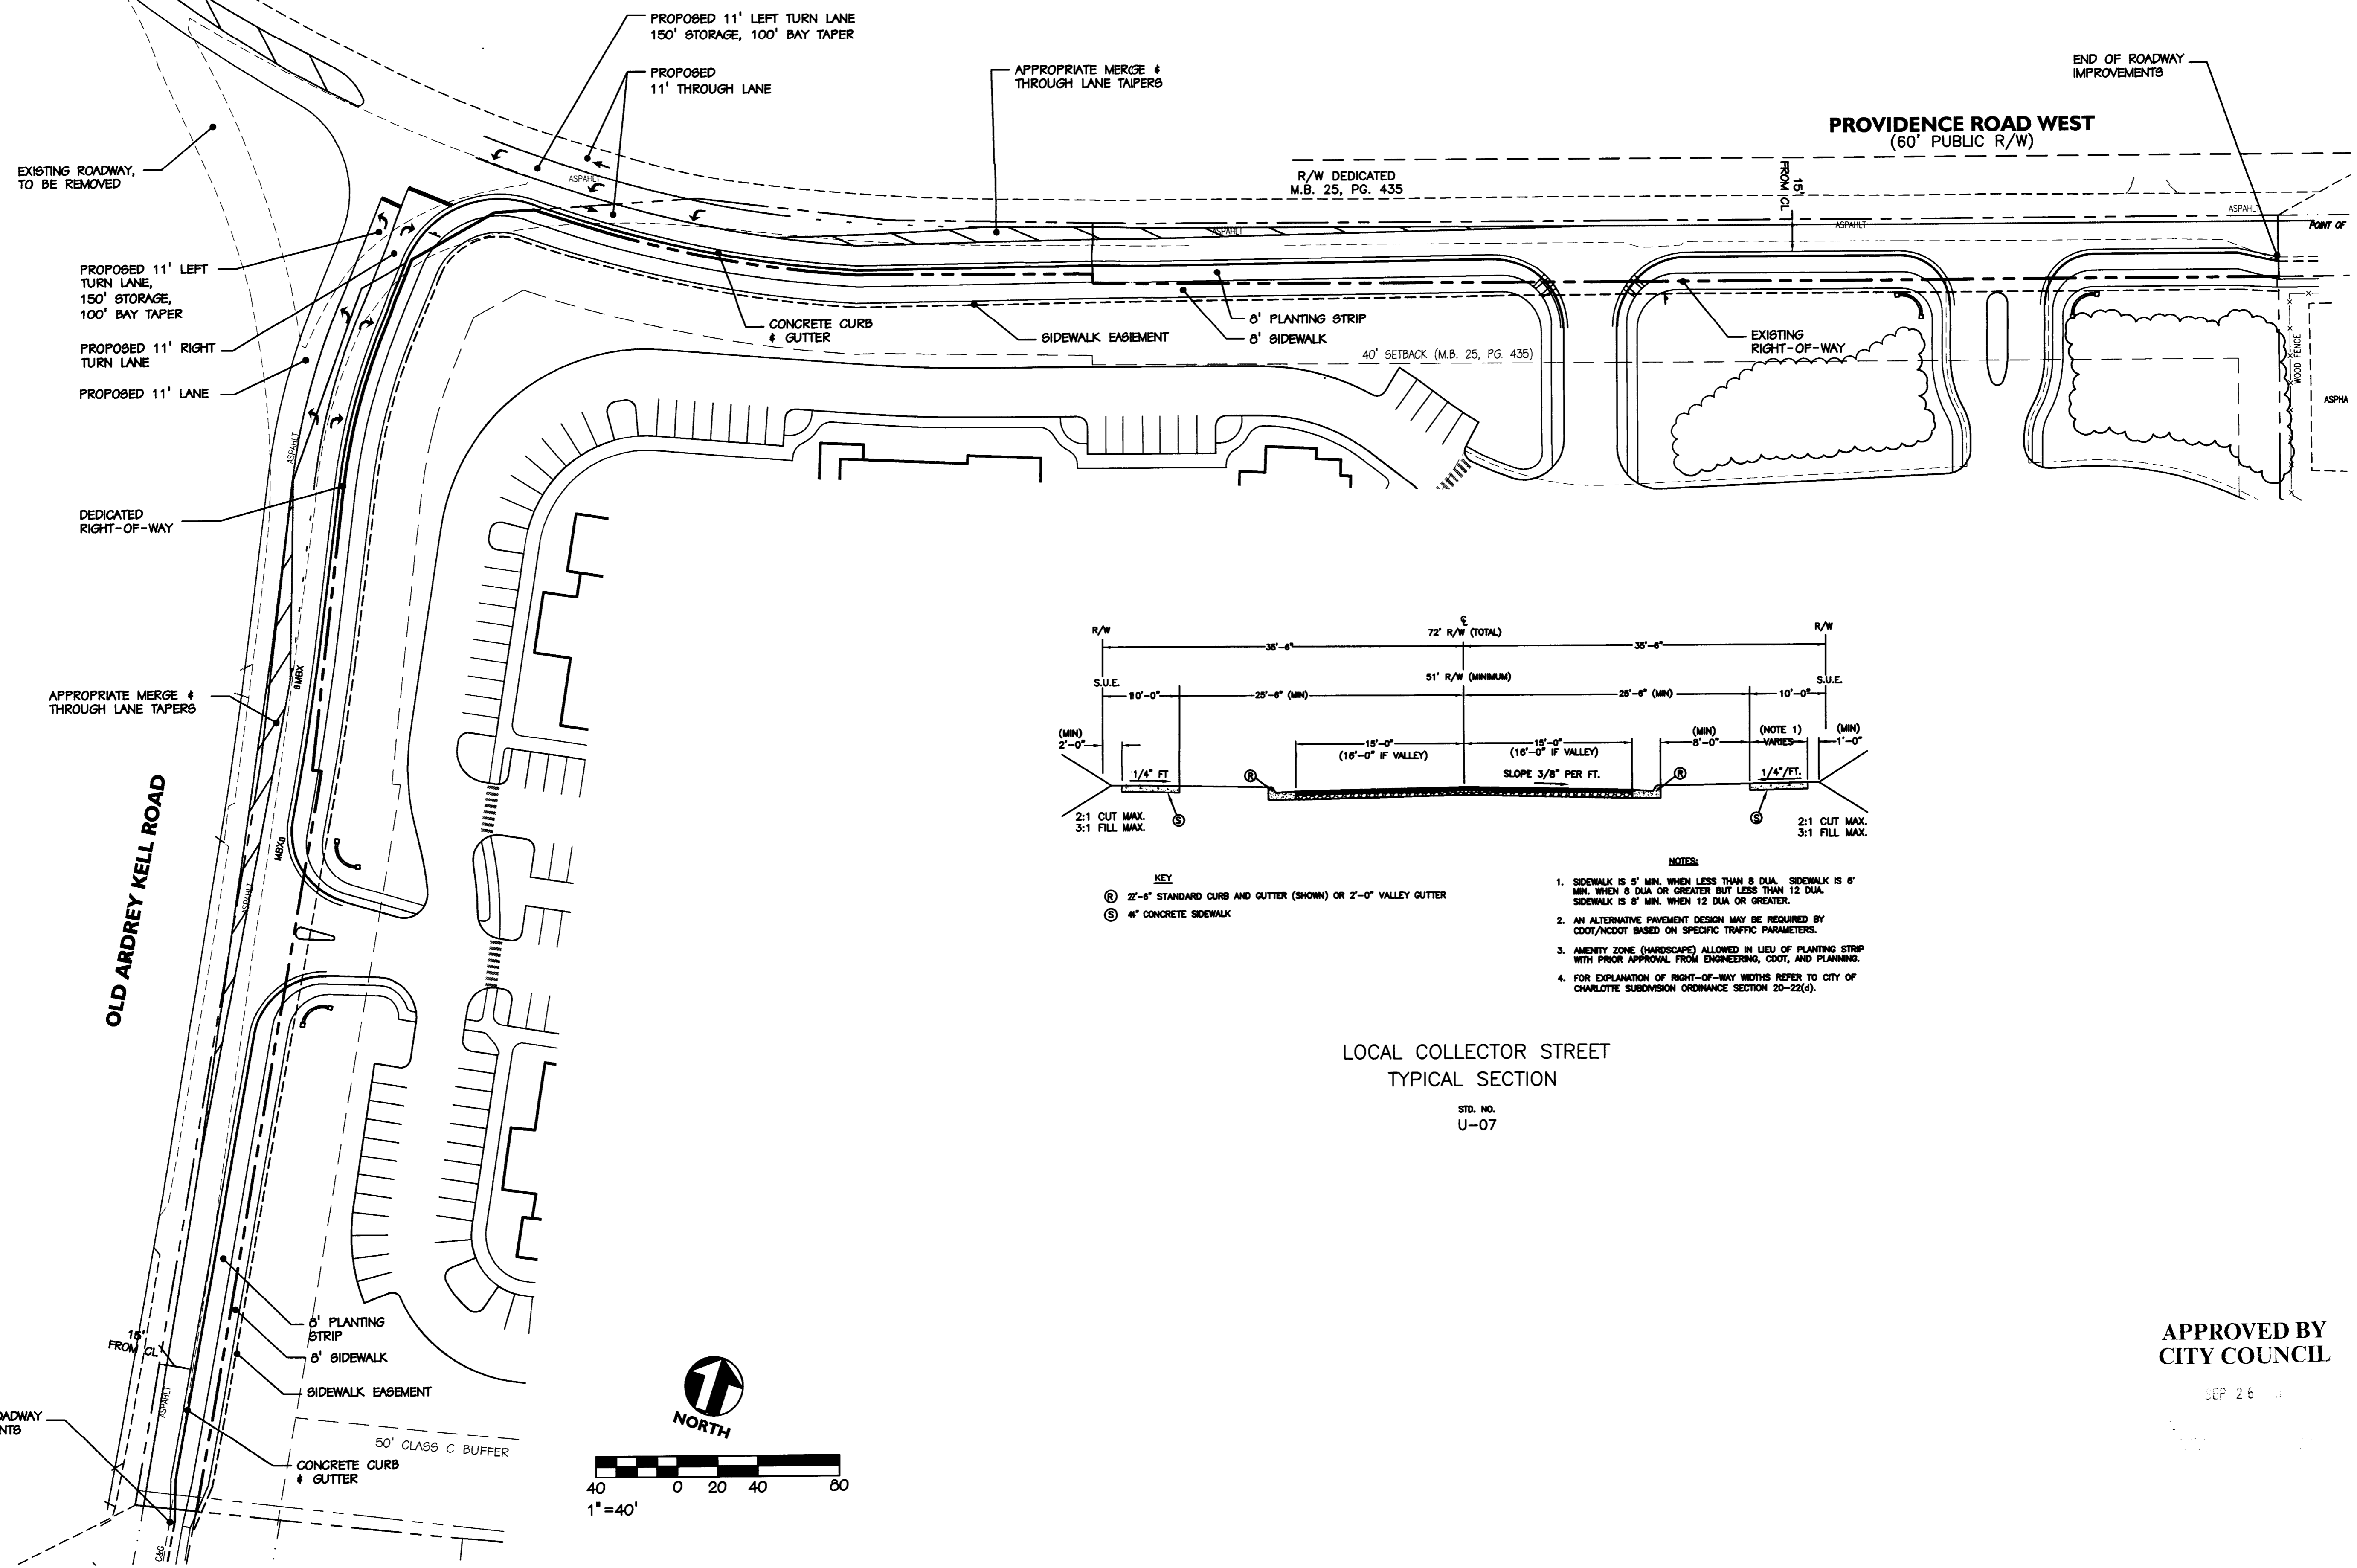 PROPOSED 11' LEFT TURN LANE
150' STORAGE, 100' BAY TAPER
PROPOSED
11' THROUGH LANE
APPROPRIATE MERGE &
THROUGH LANE TAPERS
END OF ROADWAY
IMPROVEMENTS
PROVIDENCE ROAD WEST
(60' PUBLIC R/W)
EXISTING ROADWAY,
TO BE REMOVED
R/W DEDICATED
M.B. 25, PG. 435
15'
FROM CL
ASPAHLT
ASPAHLT
ASPAHLT
ASPAHLT
POINT OF
PROPOSED 11' LEFT
TURN LANE,
150' STORAGE,
100' BAY TAPER
PROPOSED 11' RIGHT
TURN LANE
PROPOSED 11' LANE
CONCRETE CURB
& GUTTER
SIDEWALK EASEMENT
8' PLANTING STRIP
8' SIDEWALK
40' SETBACK (M.B. 25, PG. 435)
EXISTING
RIGHT-OF-WAY
WOOD FENCE
ASPHA
ASPAHLT
DEDICATED
RIGHT-OF-WAY
MBX
APPROPRIATE MERGE &
THROUGH LANE TAPERS
MBX
ASPAHLT
OLD ARDREY KELL ROAD
R/W
℄
R/W
72' R/W (TOTAL)
35'-6"
35'-6"
51' R/W (MINIMUM)
S.U.E.
S.U.E.
10'-0"
25'-6" (MIN)
25'-6" (MIN)
10'-0"
(MIN)
2'-0"
15'-0"
(16'-0" IF VALLEY)
15'-0"
(16'-0" IF VALLEY)
(MIN)
8'-0"
(NOTE 1)
VARIES
(MIN)
1'-0"
1/4" FT
R
SLOPE 3/8" PER FT.
R
1/4"/FT.
2:1 CUT MAX.
3:1 FILL MAX.
S
S
2:1 CUT MAX.
3:1 FILL MAX.
KEY
R 2'-6" STANDARD CURB AND GUTTER (SHOWN) OR 2'-0" VALLEY GUTTER
S 4" CONCRETE SIDEWALK
NOTES:
1. SIDEWALK IS 5' MIN. WHEN LESS THAN 8 DUA. SIDEWALK IS 6'
MIN. WHEN 8 DUA OR GREATER BUT LESS THAN 12 DUA.
SIDEWALK IS 8' MIN. WHEN 12 DUA OR GREATER.
2. AN ALTERNATIVE PAVEMENT DESIGN MAY BE REQUIRED BY
CDOT/NCDOT BASED ON SPECIFIC TRAFFIC PARAMETERS.
3. AMENITY ZONE (HARDSCAPE) ALLOWED IN LIEU OF PLANTING STRIP
WITH PRIOR APPROVAL FROM ENGINEERING, CDOT, AND PLANNING.
4. FOR EXPLANATION OF RIGHT-OF-WAY WIDTHS REFER TO CITY OF
CHARLOTTE SUBDIVISION ORDINANCE SECTION 20-22(d).
LOCAL COLLECTOR STREET
TYPICAL SECTION
STD. NO.
U-07
8' PLANTING
STRIP
8' SIDEWALK
SIDEWALK EASEMENT
15'
FROM CL
ASPAHLT
OADWAY
NTS
50' CLASS C BUFFER
CONCRETE CURB
& GUTTER
C&G
NORTH
40 0 20 40 80
1"=40'
APPROVED BY
CITY COUNCIL
SEP 26